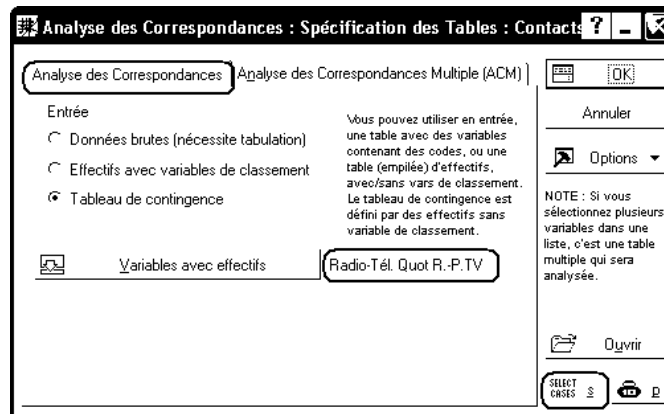 Analyse des Correspondances : Spécification des Tables : Contacts
Analyse des Correspondances
Analyse des Correspondances Multiple (ACM)
Entrée
Données brutes (nécessite tabulation)
Effectifs avec variables de classement
Tableau de contingence
Vous pouvez utiliser en entrée,
une table avec des variables
contenant des codes, ou une
table (empilée) d'effectifs,
avec/sans vars de classement.
Le tableau de contingence est
défini par des effectifs sans
variable de classement.
Variables avec effectifs
Radio-Tél. Quot R.-P.TV
OK
Annuler
Options
NOTE : Si vous
sélectionnez plusieurs
variables dans une
liste, c'est une table
multiple qui sera
analysée.
Ouvrir
SELECT
CASES S
D